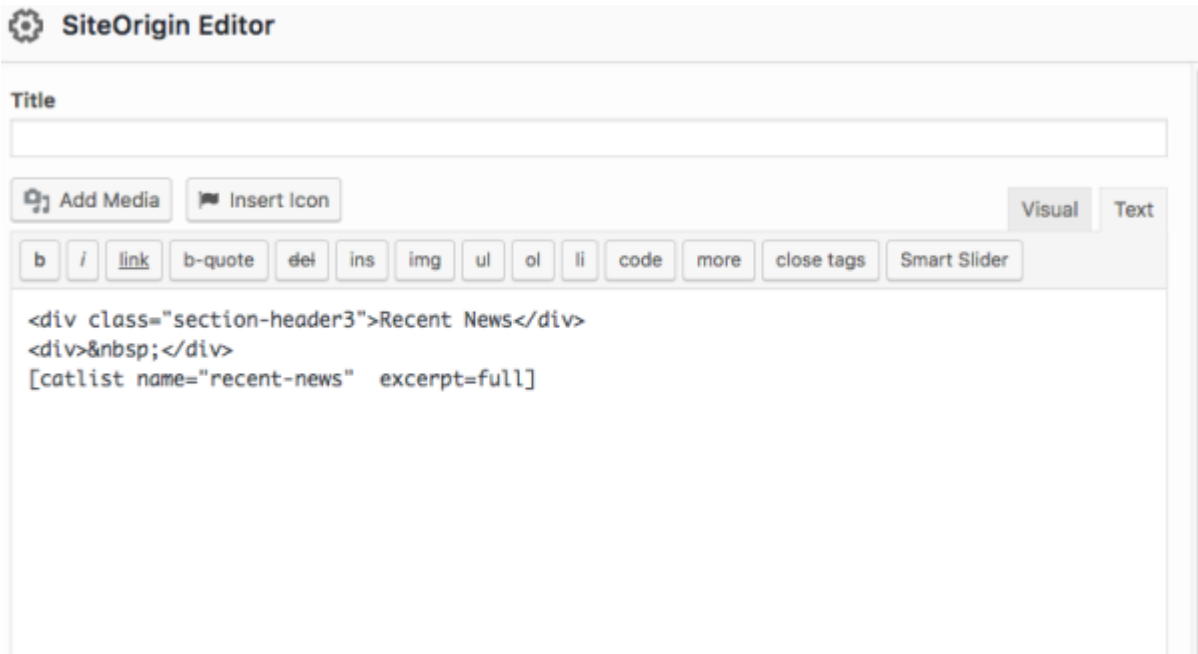 SiteOrigin Editor
Title
Add Media Insert Icon
Visual Text
b i link b-quote del ins img ul ol li code more close tags Smart Slider
<div class="section-header3">Recent News</div>
<div>&nbsp;</div>
[catlist name="recent-news"  excerpt=full]